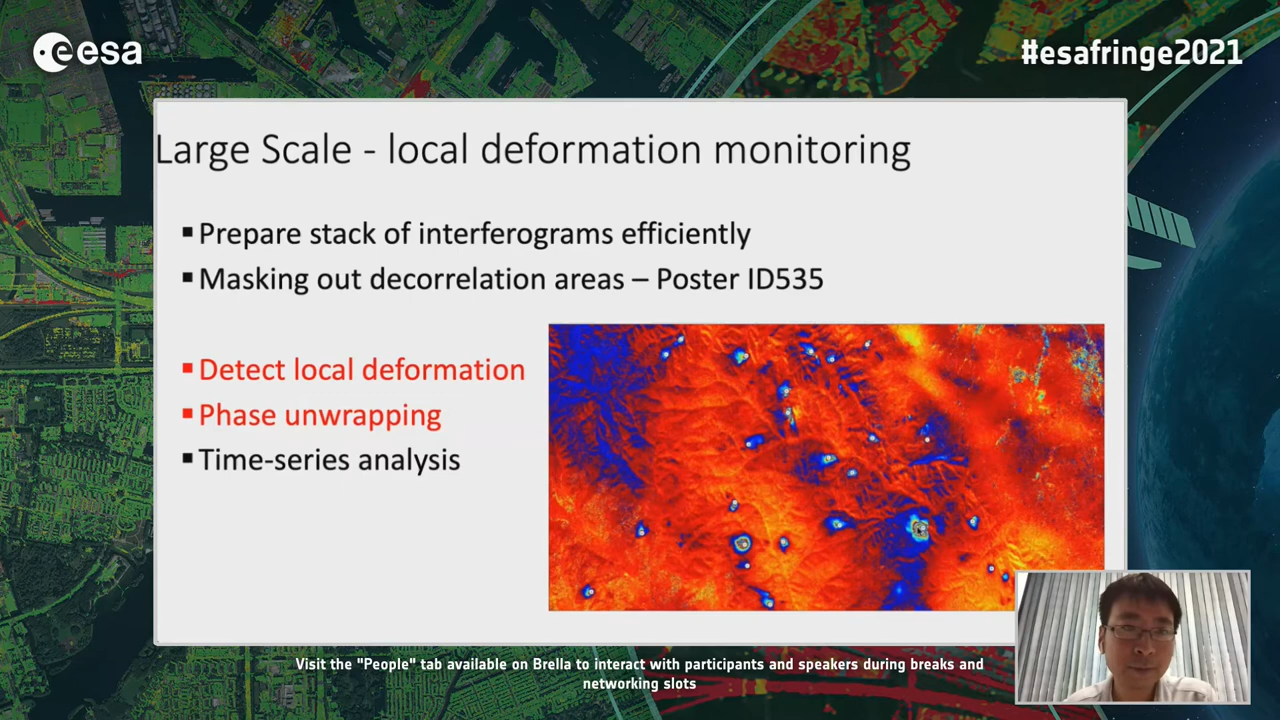 esa
#esafringe2021
Large Scale - local deformation monitoring
▪Prepare stack of interferograms efficiently
▪Masking out decorrelation areas – Poster ID535
▪Detect local deformation
▪Phase unwrapping
▪Time-series analysis
Visit the "People" tab available on Brella to interact with participants and speakers during breaks and
networking slots